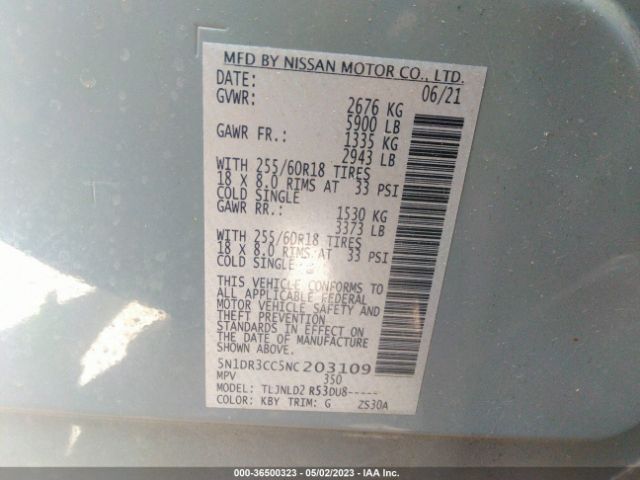 MFD BY NISSAN MOTOR CO., LTD.
DATE: 06/21
GVWR: 2676 KG
5900 LB
GAWR FR.: 1335 KG
2943 LB
WITH 255/60R18 TIRES
18 X 8.0 RIMS AT 33 PSI
COLD SINGLE
GAWR RR.: 1530 KG
3373 LB
WITH 255/60R18 TIRES
18 X 8.0 RIMS AT 33 PSI
COLD SINGLE
THIS VEHICLE CONFORMS TO
ALL APPLICABLE FEDERAL
MOTOR VEHICLE SAFETY AND
THEFT PREVENTION
STANDARDS IN EFFECT ON
THE DATE OF MANUFACTURE
SHOWN ABOVE.
5N1DR3CC5NC203109
MPV 350
MODEL: TLJNLD2 R53DU8-----
COLOR: KBY TRIM: G ZS30A
000-36500323 - 05/02/2023 - IAA Inc.